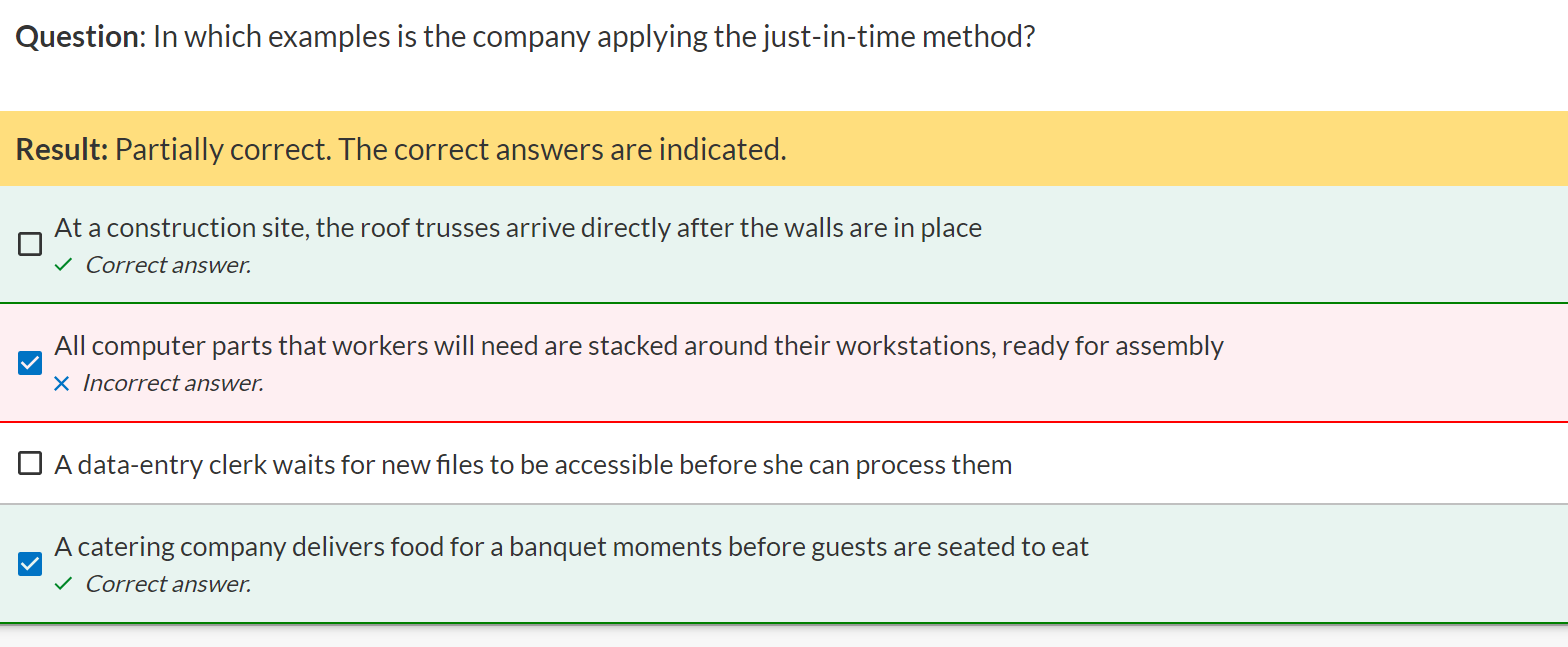 Question: In which examples is the company applying the just-in-time method?
Result: Partially correct. The correct answers are indicated.
At a construction site, the roof trusses arrive directly after the walls are in place
Correct answer.
All computer parts that workers will need are stacked around their workstations, ready for assembly
Incorrect answer.
A data-entry clerk waits for new files to be accessible before she can process them
A catering company delivers food for a banquet moments before guests are seated to eat
Correct answer.